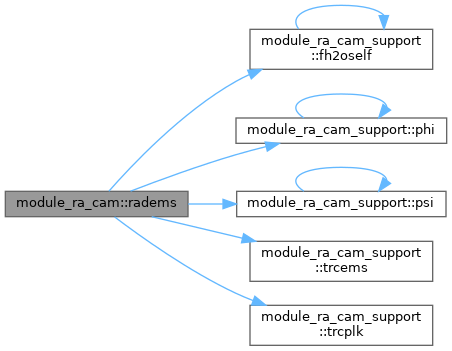 module_ra_cam_support
::fh2oself
module_ra_cam_support::phi
module_ra_cam::radems
module_ra_cam_support::psi
module_ra_cam_support
::trcems
module_ra_cam_support
::trcplk